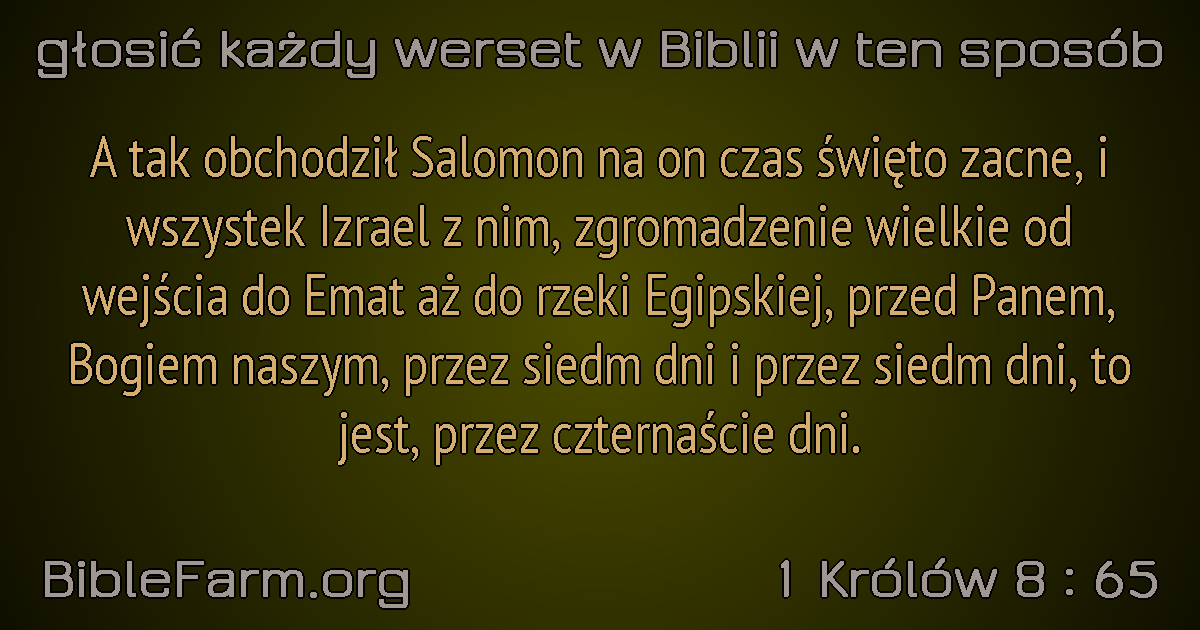 głosić każdy werset w Biblii w ten sposób
A tak obchodził Salomon na on czas święto zacne, i
wszystek Izrael z nim, zgromadzenie wielkie od
wejścia do Emat aż do rzeki Egipskiej, przed Panem,
Bogiem naszym, przez siedm dni i przez siedm dni, to
jest, przez czternaście dni.
BibleFarm.org
1 Królów 8 : 65